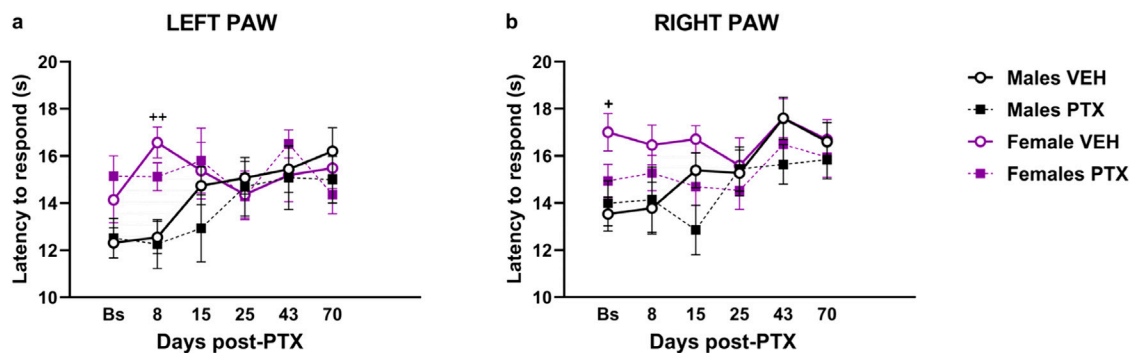 a LEFT PAW
Latency to respond (s)
18
16
14
12
10
++
Bs 8 15 25 43 70
Days post-PTX
b RIGHT PAW
Latency to respond (s)
18
16
14
12
10
+
Bs 8 15 25 43 70
Days post-PTX
Males VEH
Males PTX
Female VEH
Females PTX